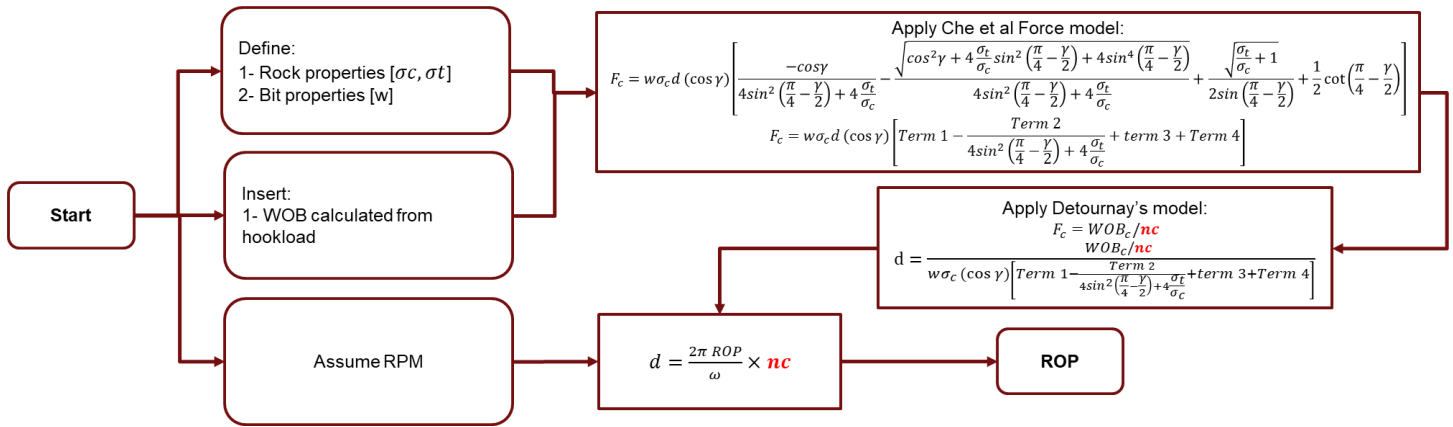 Start
Define:
1- Rock properties [σc, σt]
2- Bit properties [w]
Insert:
1- WOB calculated from
hookload
Assume RPM
Apply Che et al Force model:
F_c = wσ_c d (cosγ) [ −cosγ / (4sin²(π/4 − γ/2) + 4 σ_t/σ_c) − √(cos²γ + 4 σ_t/σ_c sin²(π/4 − γ/2) + 4sin⁴(π/4 − γ/2)) / (4sin²(π/4 − γ/2) + 4 σ_t/σ_c) + √(σ_t/σ_c + 1) / (2sin(π/4 − γ/2)) + 1/2 cot(π/4 − γ/2) ]
F_c = wσ_c d (cosγ) [ Term 1 − Term 2 / (4sin²(π/4 − γ/2) + 4 σ_t/σ_c) + term 3 + Term 4 ]
Apply Detournay's model:
F_c = WOB_c/nc
d = (WOB_c/nc) / (wσ_c (cosγ) [ Term 1 − Term 2 / (4sin²(π/4 − γ/2) + 4 σ_t/σ_c) + term 3 + Term 4 ])
d = (2π ROP / ω) × nc
ROP